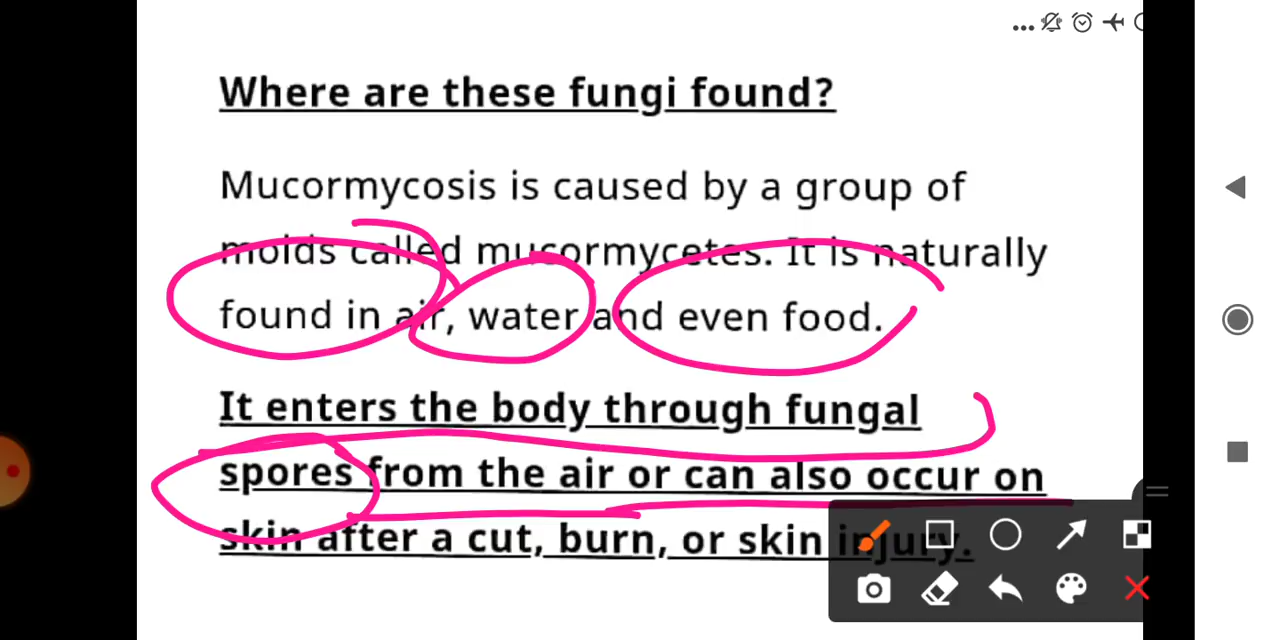 Where are these fungi found?
Mucormycosis is caused by a group of
molds called mucormycetes. It is naturally
found in air, water and even food.
It enters the body through fungal
spores from the air or can also occur on
skin after a cut, burn, or skin injury.